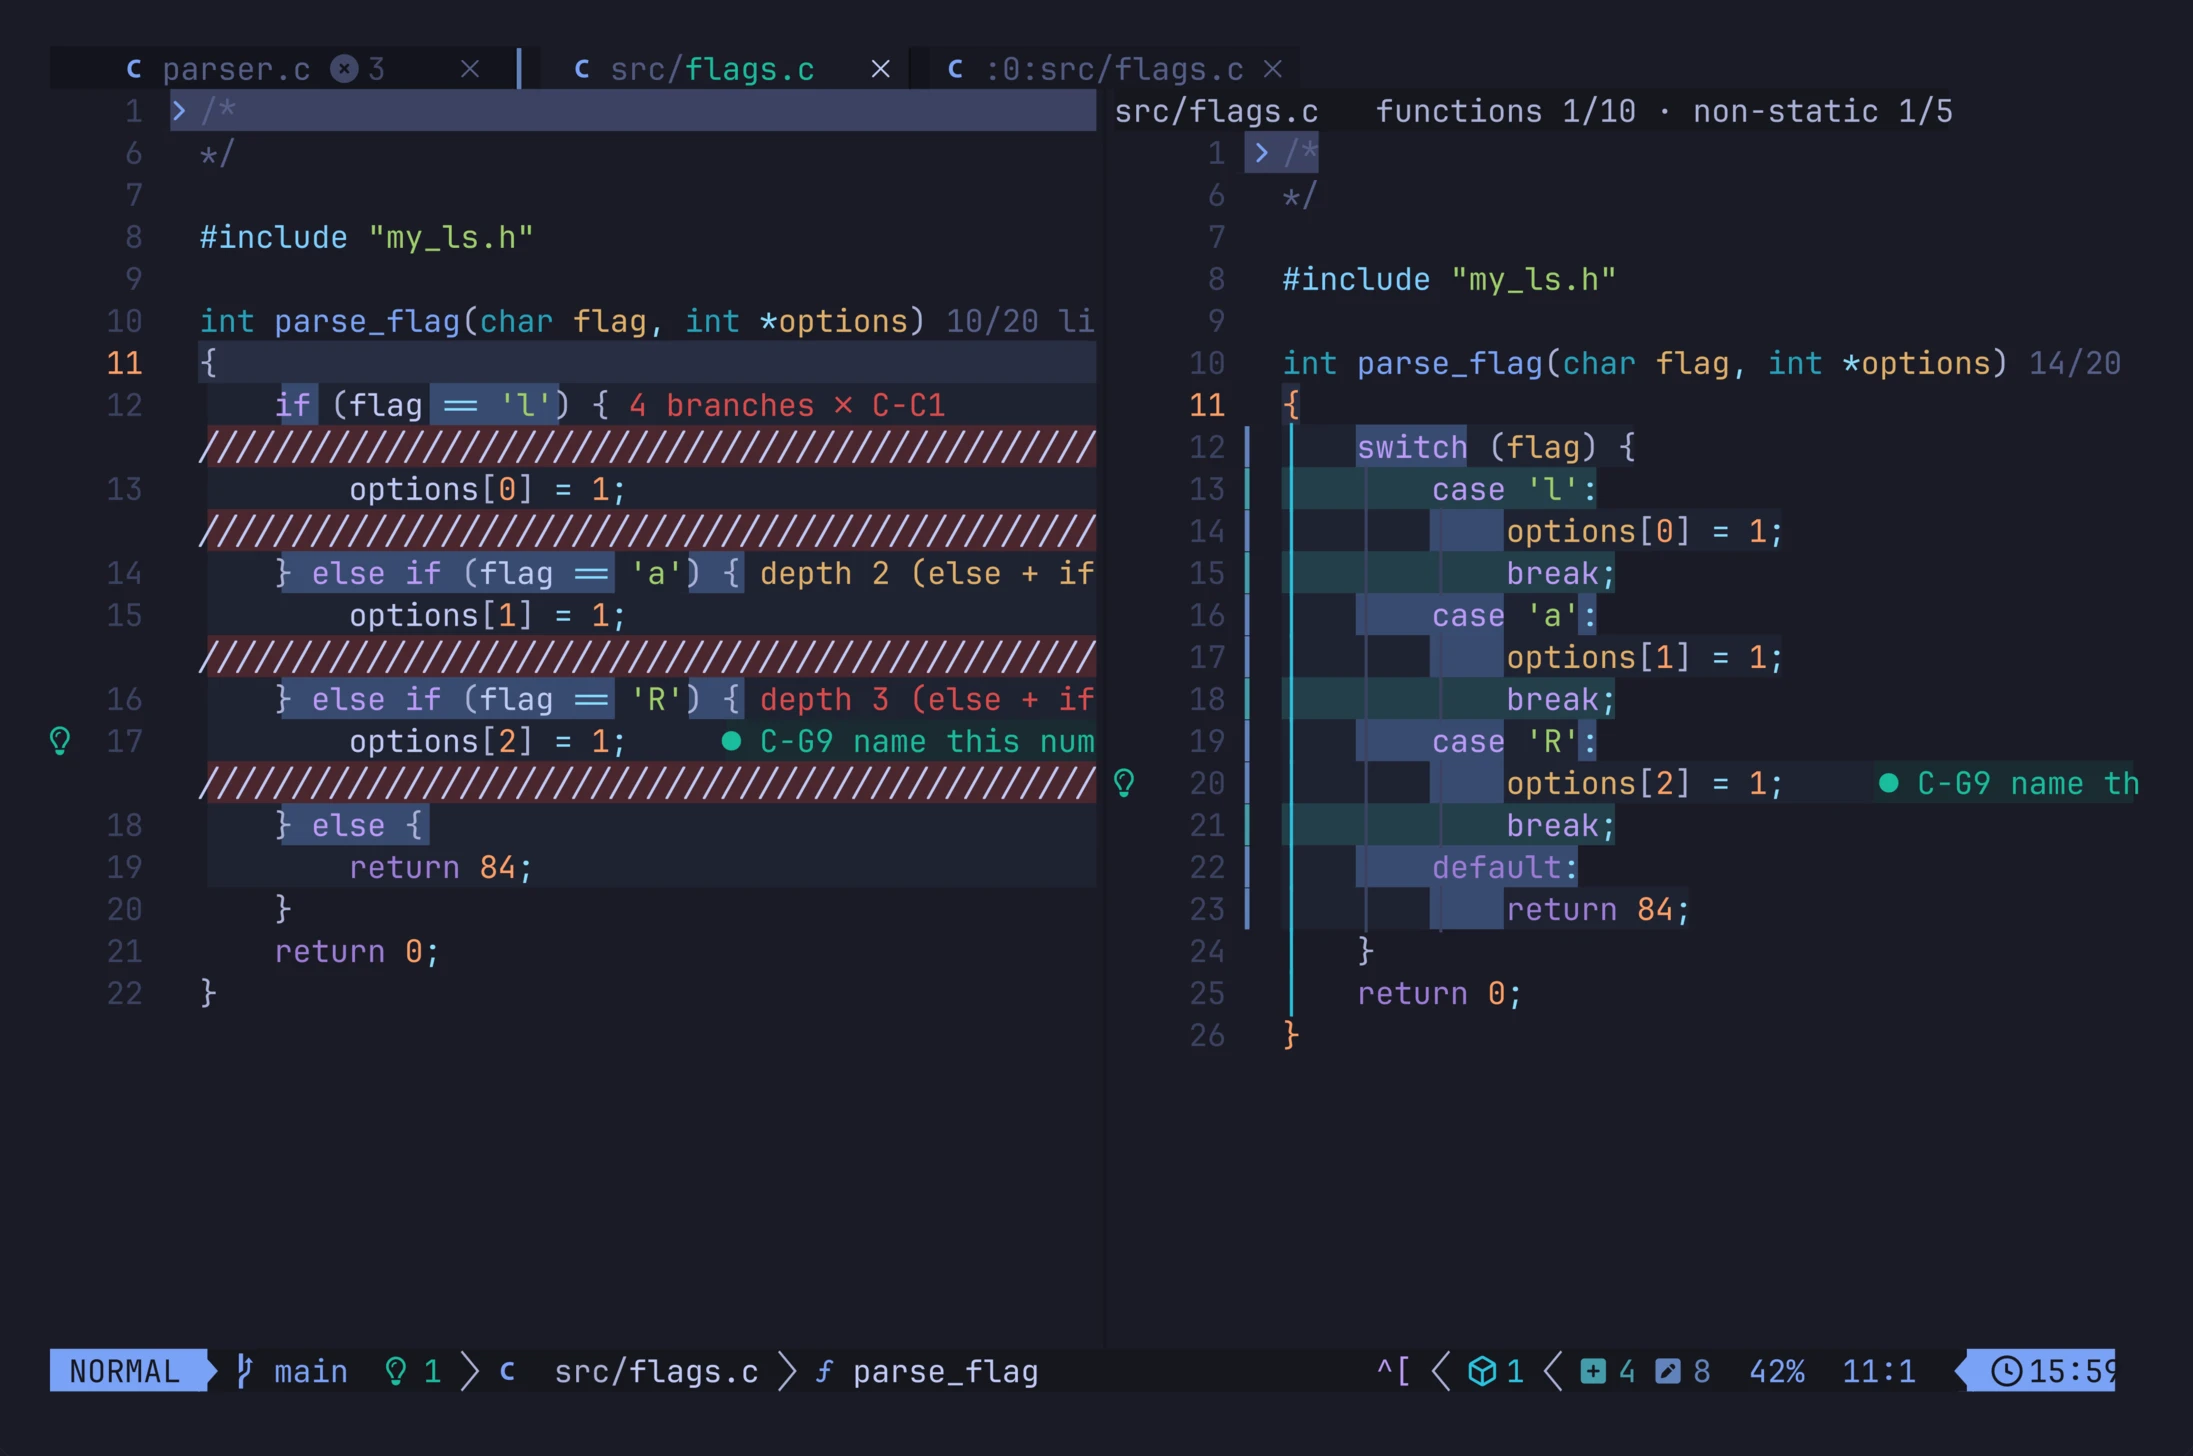 C parser.c 3 ×
C src/flags.c ×
C :0:src/flags.c ×
1 > /*
6 */
7
8 #include "my_ls.h"
9
10 int parse_flag(char flag, int *options) 10/20 li
11 {
12 if (flag == 'l') { 4 branches × C-C1
////////////////////////////////////////////////
13 options[0] = 1;
////////////////////////////////////////////////
14 } else if (flag == 'a') { depth 2 (else + if
15 options[1] = 1;
////////////////////////////////////////////////
16 } else if (flag == 'R') { depth 3 (else + if
17 options[2] = 1; ● C-G9 name this num
////////////////////////////////////////////////
18 } else {
19 return 84;
20 }
21 return 0;
22 }
src/flags.c functions 1/10 · non-static 1/5
1 > /*
6 */
7
8 #include "my_ls.h"
9
10 int parse_flag(char flag, int *options) 14/20
11 {
12 switch (flag) {
13 case 'l':
14 options[0] = 1;
15 break;
16 case 'a':
17 options[1] = 1;
18 break;
19 case 'R':
20 options[2] = 1; ● C-G9 name th
21 break;
22 default:
23 return 84;
24 }
25 return 0;
26 }
NORMAL main 1 C src/flags.c f parse_flag ^[ 1 4 8 42% 11:1 15:59